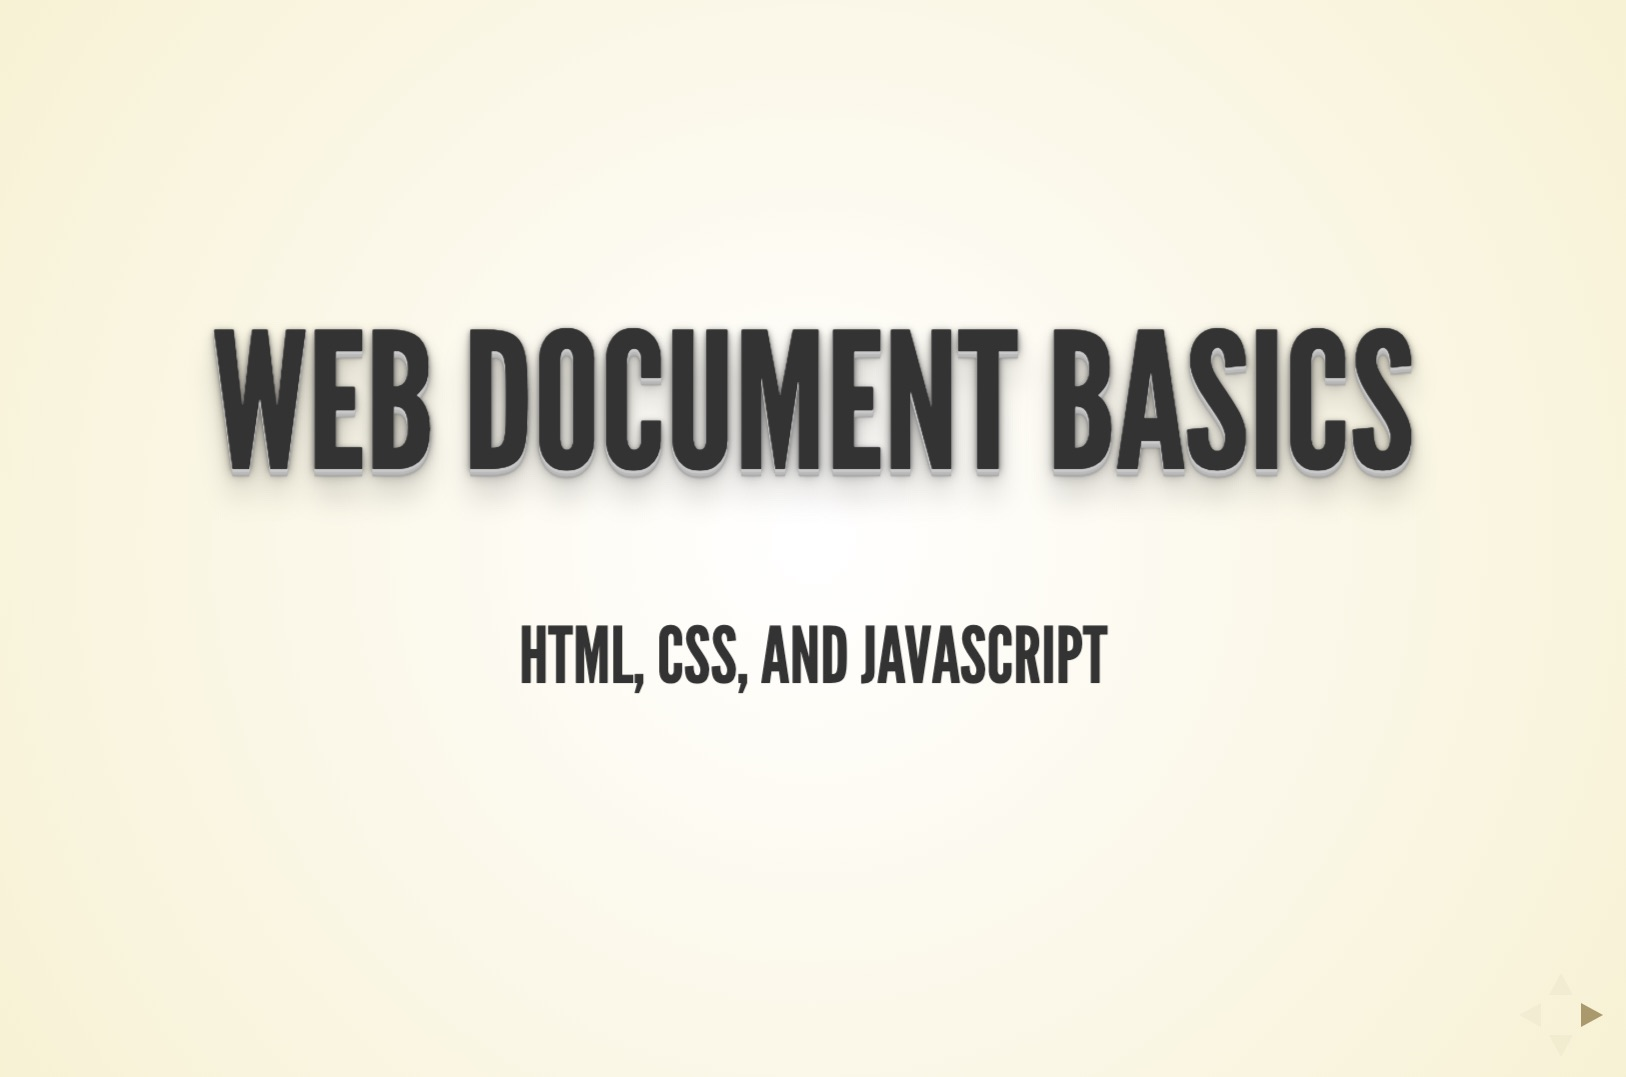 WEB DOCUMENT BASICS
HTML, CSS, AND JAVASCRIPT